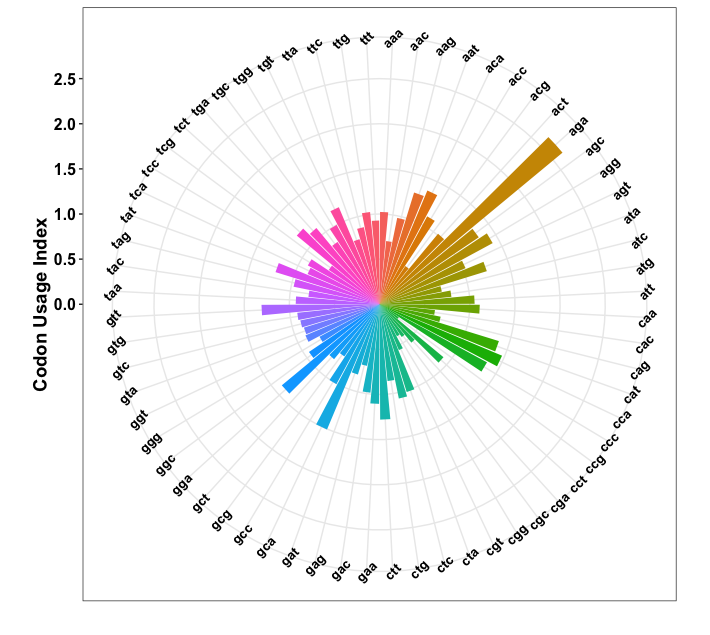 Codon Usage Index
2.5
2.0
1.5
1.0
0.5
0.0
aaa
aac
aag
aat
aca
acc
acg
act
aga
agc
agg
agt
ata
atc
atg
att
caa
cac
cag
cat
cca
ccc
ccg
cct
cga
cgc
cgg
cgt
cta
ctc
ctg
ctt
gaa
gac
gag
gat
gca
gcc
gcg
gct
gga
ggc
ggg
ggt
gta
gtc
gtg
gtt
taa
tac
tag
tat
tca
tcc
tcg
tct
tga
tgc
tgg
tgt
tta
ttc
ttg
ttt